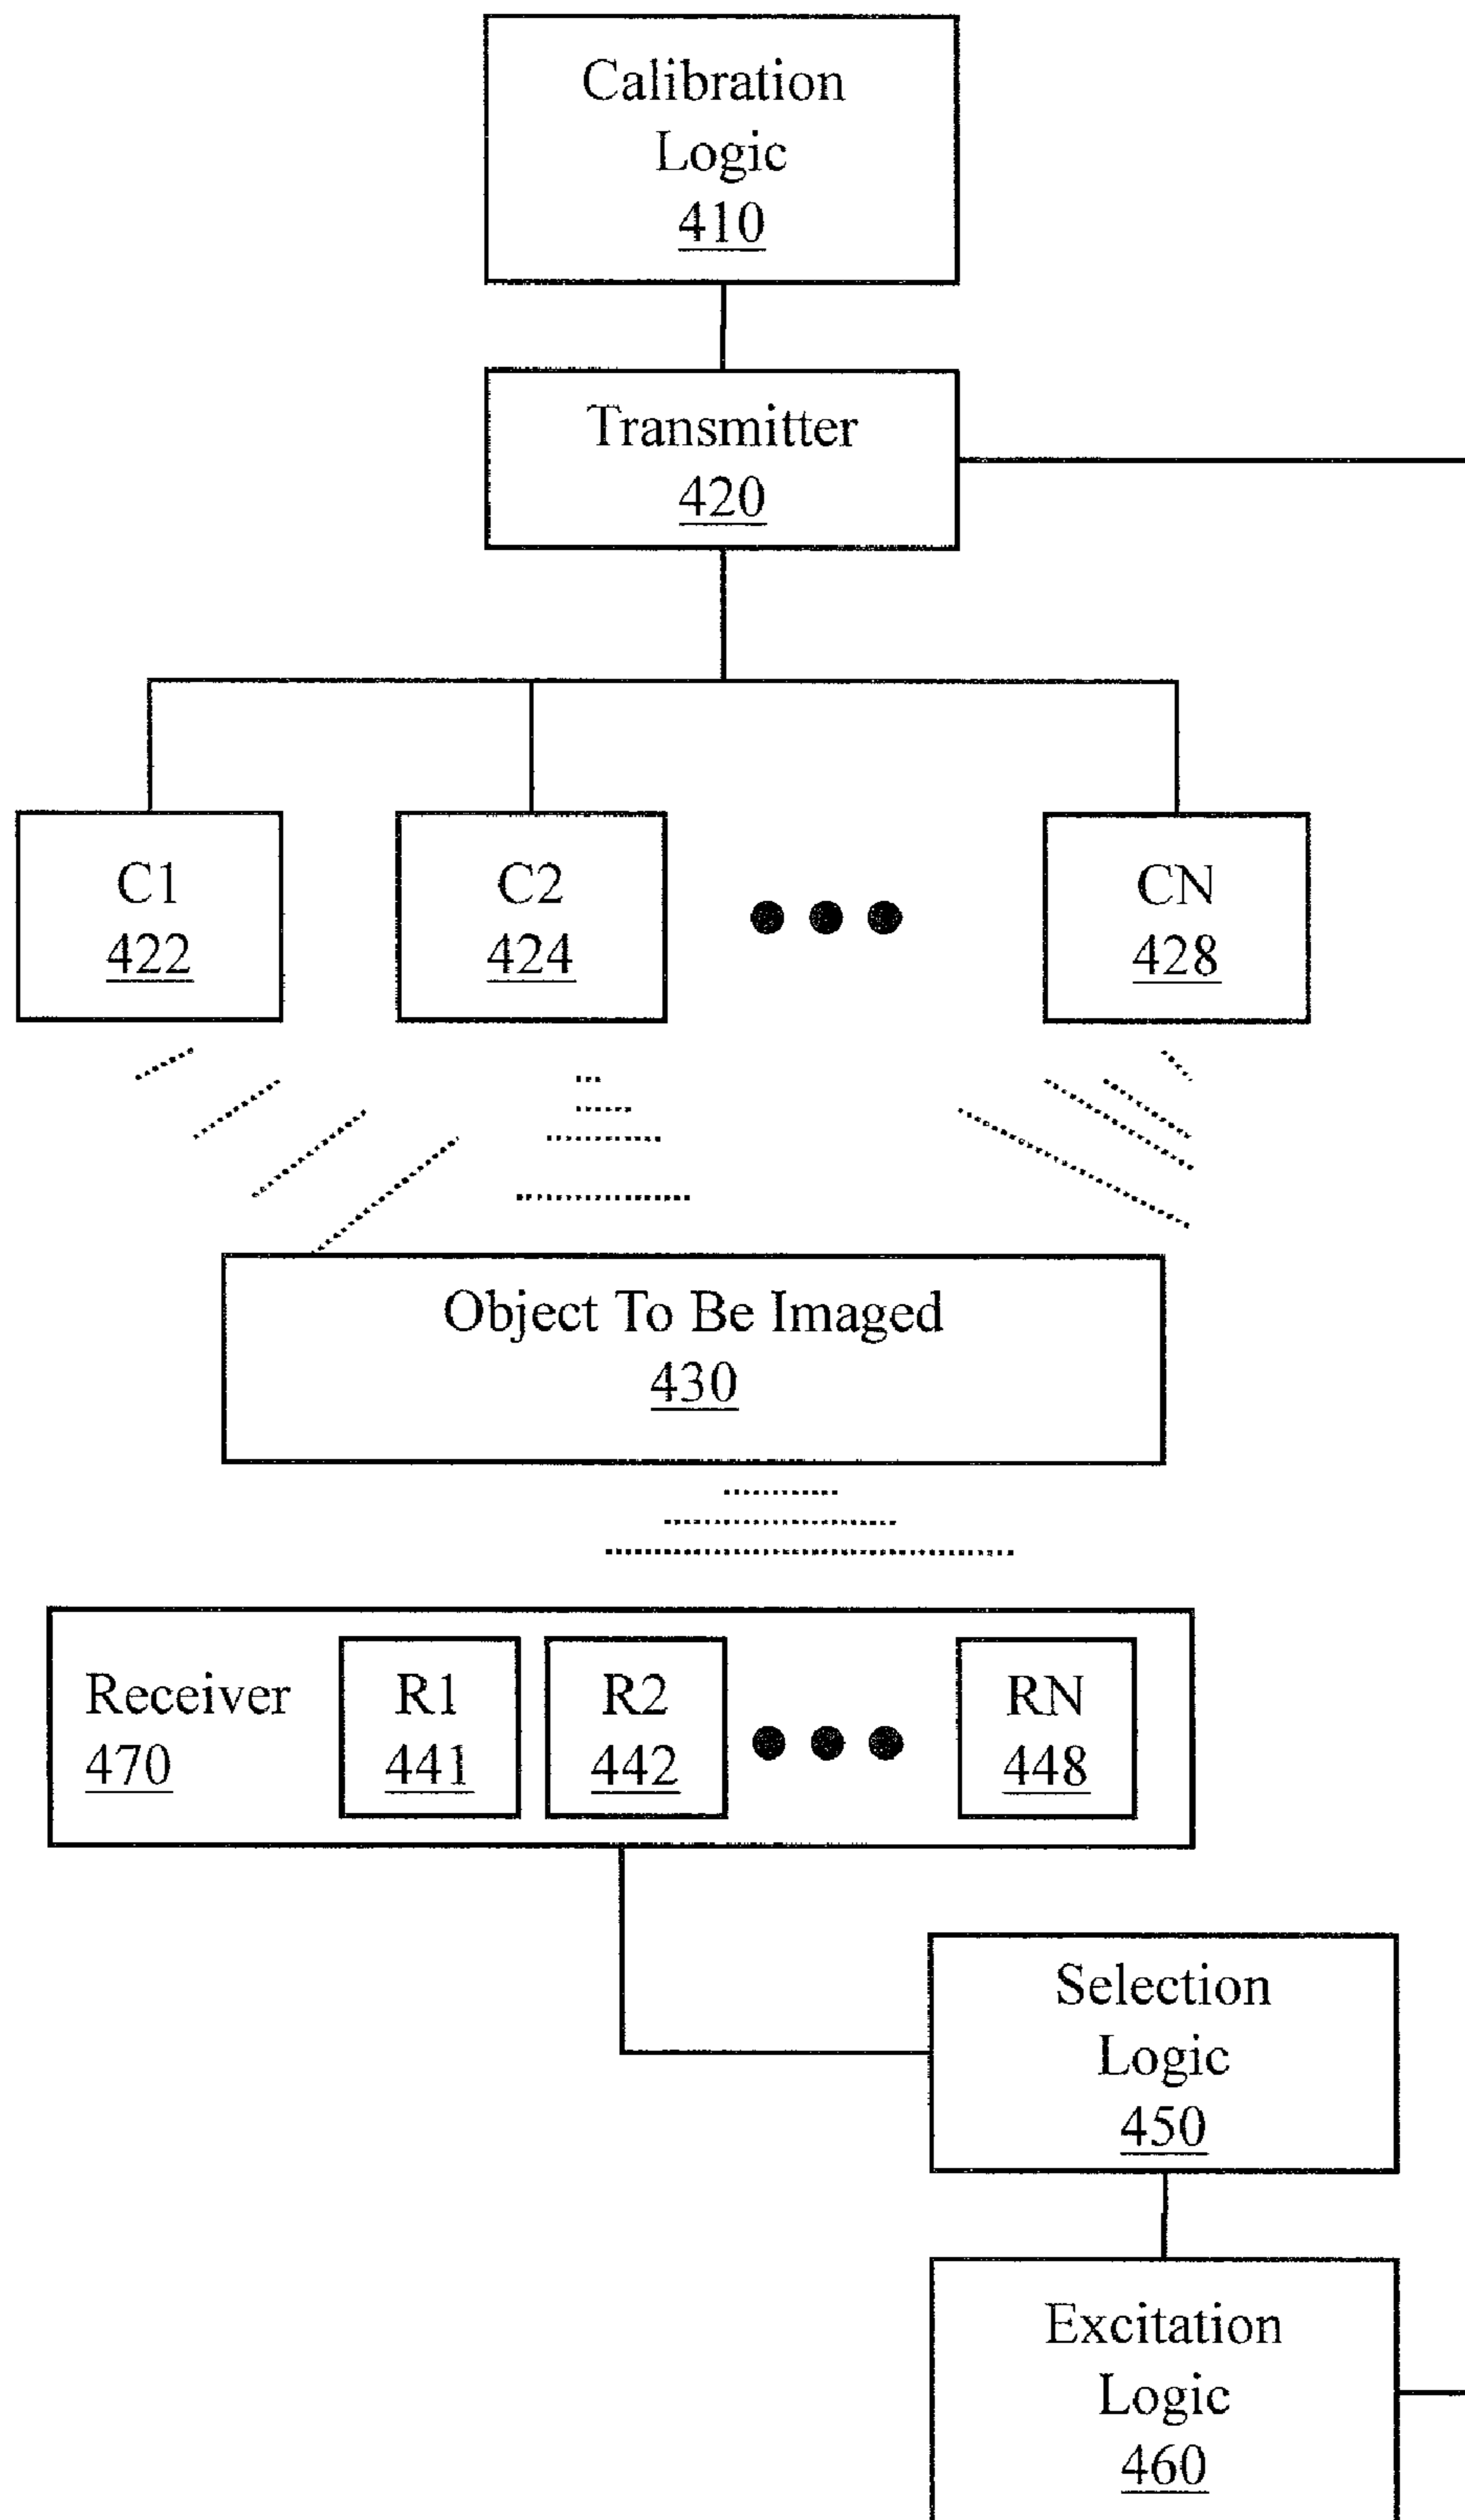 Calibration
Logic
410
Transmitter
420
C1
422
C2
424
CN
428
Object To Be Imaged
430
Receiver
470
R1
441
R2
442
RN
448
Selection
Logic
450
Excitation
Logic
460